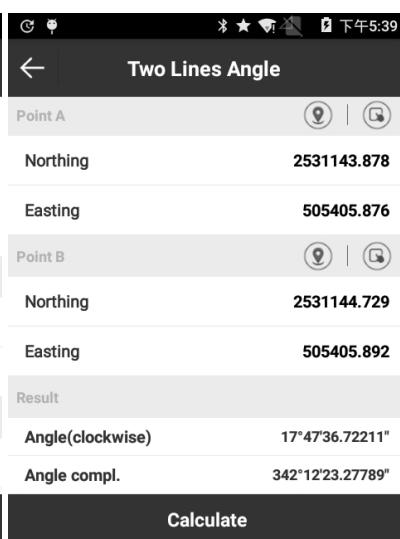 下午5:39
Two Lines Angle
Point A
Northing 2531143.878
Easting 505405.876
Point B
Northing 2531144.729
Easting 505405.892
Result
Angle(clockwise) 17°47'36.72211"
Angle compl. 342°12'23.27789"
Calculate